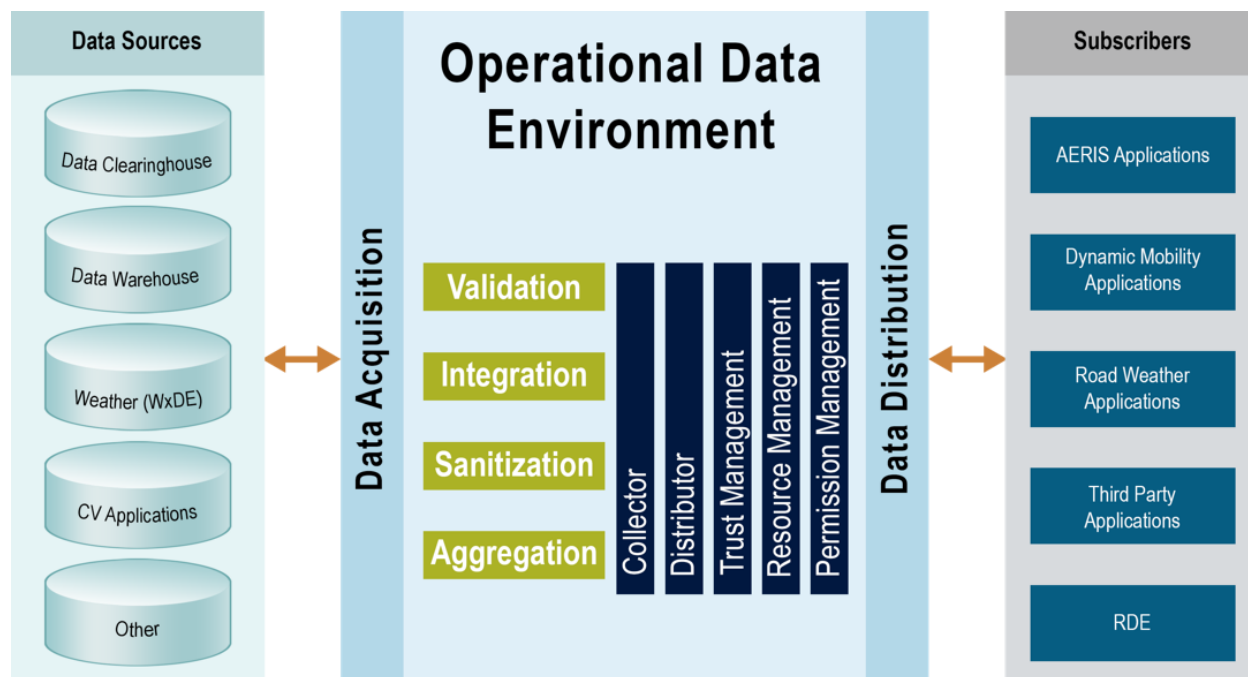 Data Sources
Data Clearinghouse
Data Warehouse
Weather (WxDE)
CV Applications
Other
Data Acquisition
Operational Data
Environment
Validation
Integration
Sanitization
Aggregation
Collector
Distributor
Trust Management
Resource Management
Permission Management
Data Distribution
Subscribers
AERIS Applications
Dynamic Mobility
Applications
Road Weather
Applications
Third Party
Applications
RDE